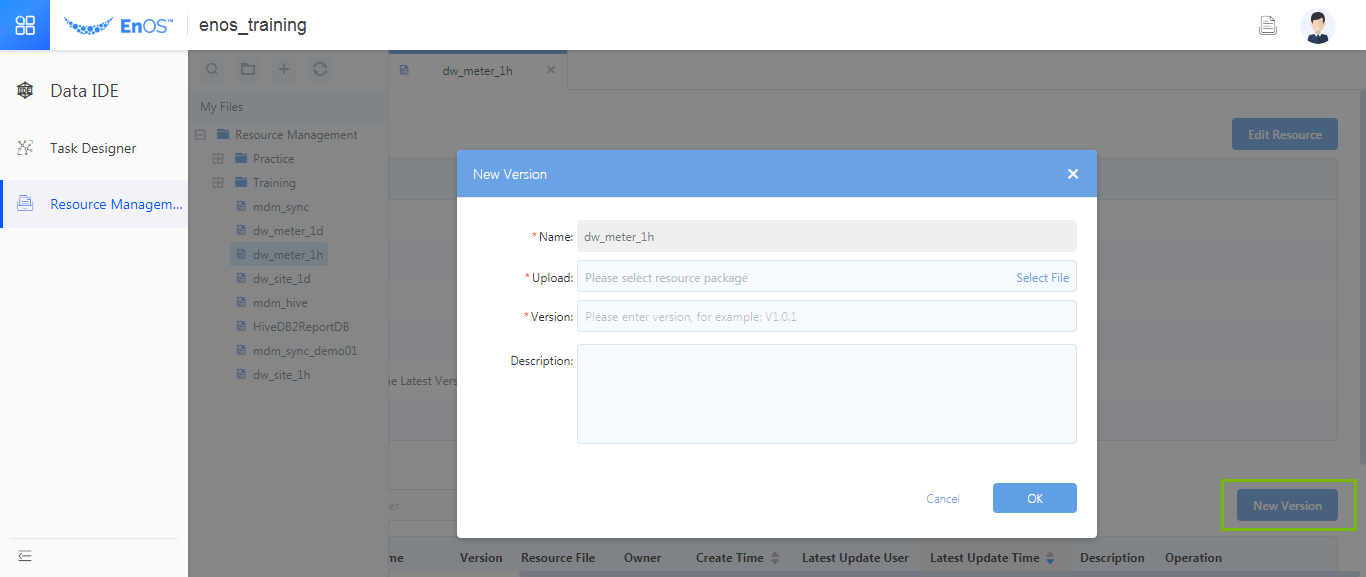 EnOS™ enos_training
Data IDE
Task Designer
Resource Managem...
My Files
Resource Management
Practice
Training
mdm_sync
dw_meter_1d
dw_meter_1h
dw_site_1d
mdm_hive
HiveDB2ReportDB
mdm_sync_demo01
dw_site_1h
dw_meter_1h
Edit Resource
New Version
*Name: dw_meter_1h
*Upload: Please select resource package Select File
*Version: Please enter version, for example: V1.0.1
Description:
Cancel OK
e Latest Vers
er
New Version
me Version Resource File Owner Create Time Latest Update User Latest Update Time Description Operation